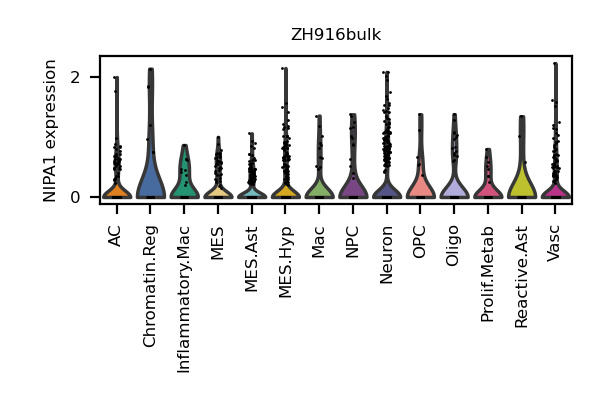 ZH916bulk
NIPA1 expression
2
0
AC
Chromatin.Reg
Inflammatory.Mac
MES
MES.Ast
MES.Hyp
Mac
NPC
Neuron
OPC
Oligo
Prolif.Metab
Reactive.Ast
Vasc